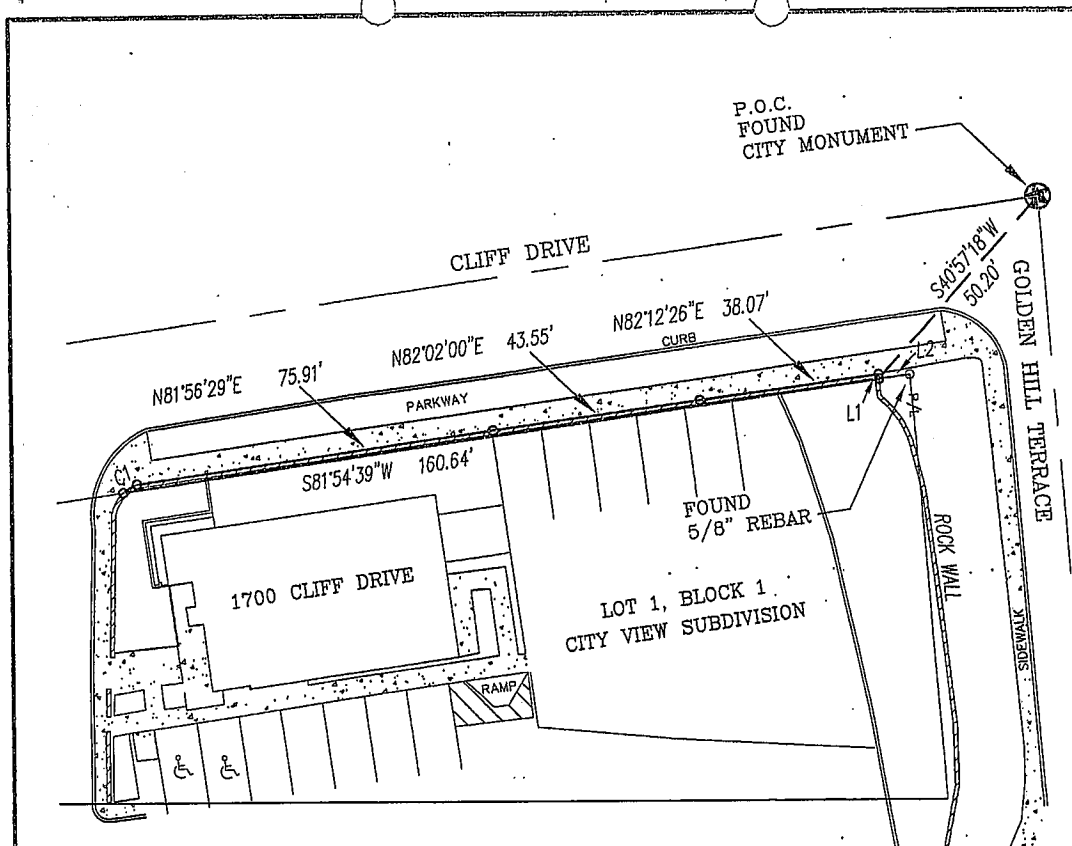 P.O.C.
FOUND
CITY MONUMENT
CLIFF DRIVE
S40°57'18"W
50.20'
GOLDEN HILL TERRACE
N82°12'26"E 38.07'
N82°02'00"E 43.55'
N81°56'29"E 75.91'
CURB
PARKWAY
L2
L1
S81°54'39"W 160.64'
C1
FOUND
5/8" REBAR
ROCK WALL
1700 CLIFF DRIVE
LOT 1, BLOCK 1
CITY VIEW SUBDIVISION
SIDEWALK
RAMP